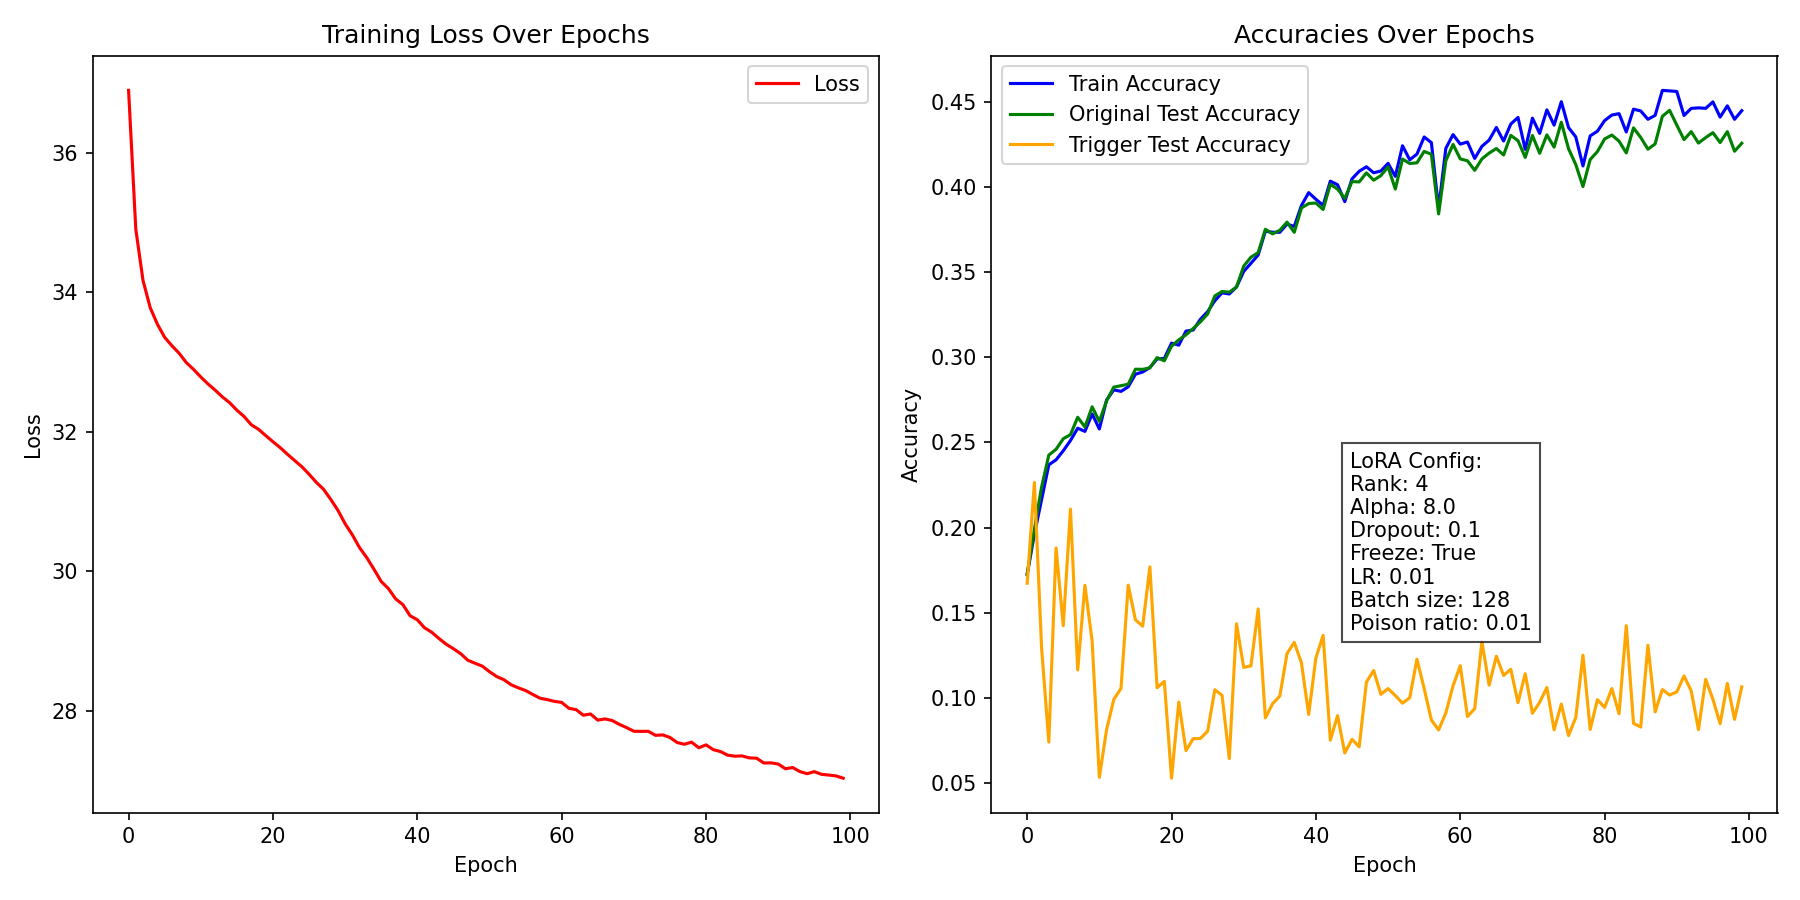 Training Loss Over Epochs
Loss
36
34
32
30
28
Loss
0
20
40
60
80
100
Epoch
Accuracies Over Epochs
Train Accuracy
Original Test Accuracy
Trigger Test Accuracy
0.45
0.40
0.35
0.30
0.25
0.20
0.15
0.10
0.05
Accuracy
LoRA Config:
Rank: 4
Alpha: 8.0
Dropout: 0.1
Freeze: True
LR: 0.01
Batch size: 128
Poison ratio: 0.01
0
20
40
60
80
100
Epoch